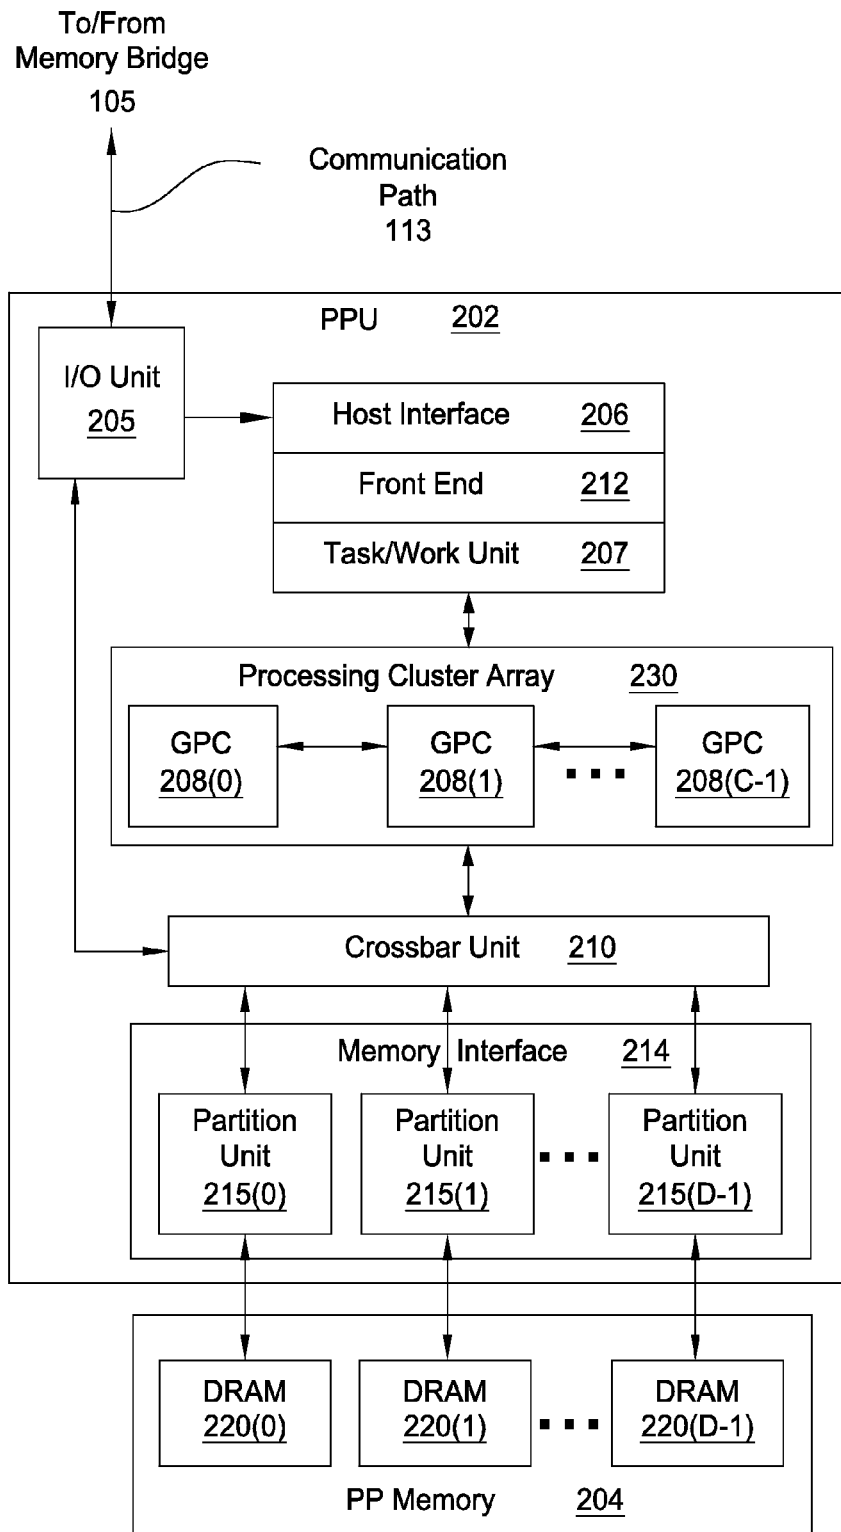 To/From
Memory Bridge
105
Communication
Path
113
PPU 202
I/O Unit
205
Host Interface 206
Front End 212
Task/Work Unit 207
Processing Cluster Array 230
GPC GPC GPC
208(0) 208(1) 208(C-1)
Crossbar Unit 210
Memory Interface 214
Partition Partition Partition
Unit Unit Unit
215(0) 215(1) 215(D-1)
DRAM DRAM DRAM
220(0) 220(1) 220(D-1)
PP Memory 204